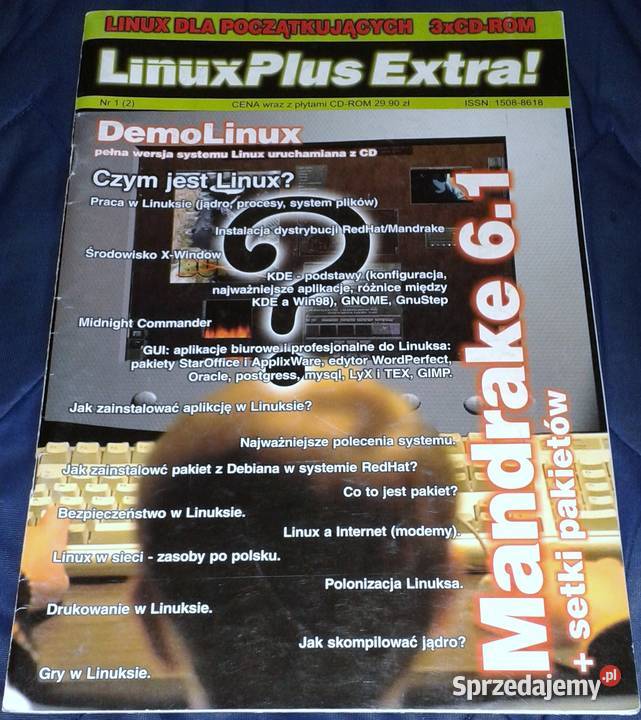 LINUX DLA POCZĄTKUJĄCYCH 3xCD-ROM
LinuxPlus Extra!
Nr 1 (2) CENA wraz z płytami CD-ROM 29.90 zł ISSN: 1508-8618
DemoLinux
pełna wersja systemu Linux uruchamiana z CD
Czym jest Linux?
Praca w Linuksie (jądro, procesy, system plików)
Instalacja dystrybucji RedHat/Mandrake
Środowisko X-Window
KDE - podstawy (konfiguracja,
najważniejsze aplikacje, różnice między
KDE a Win98), GNOME, GnuStep
Midnight Commander
GUI: aplikacje biurowe i profesjonalne do Linuksa:
pakiety StarOffice i ApplixWare, edytor WordPerfect,
Oracle, postgress, mysql, LyX i TEX, GIMP.
Jak zainstalować aplikcję w Linuksie?
Najważniejsze polecenia systemu.
Jak zainstalowć pakiet z Debiana w systemie RedHat?
Co to jest pakiet?
Bezpieczeństwo w Linuksie.
Linux a Internet (modemy).
Linux w sieci - zasoby po polsku.
Polonizacja Linuksa.
Drukowanie w Linuksie.
Jak skompilować jądro?
Gry w Linuksie.
Mandrake 6.1
+ setki pakietów
Sprzedajemy.pl